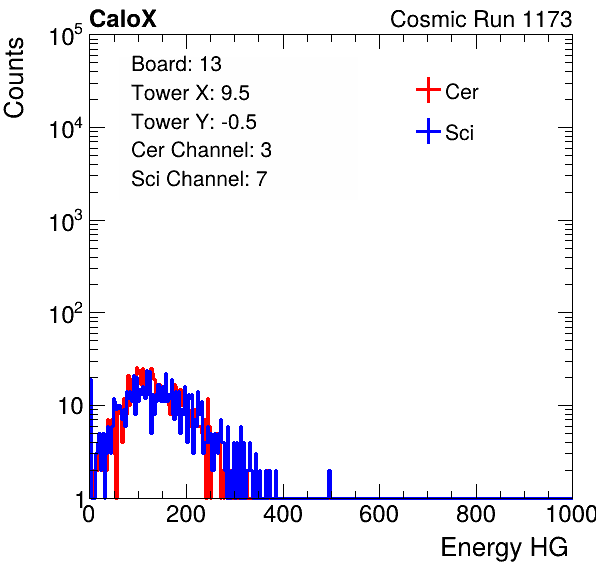 CaloX Cosmic Run 1173
Counts
10^5
10^4
10^3
10^2
10
1
Board: 13
Tower X: 9.5
Tower Y: -0.5
Cer Channel: 3
Sci Channel: 7
Cer
Sci
0 200 400 600 800 1000
Energy HG